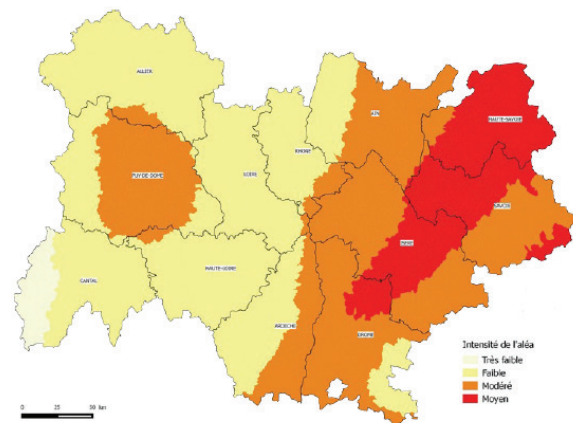 ALLIER
AIN
HAUTE-SAVOIE
RHONE
PUY-DE-DOME
LOIRE
SAVOIE
ISERE
CANTAL
HAUTE-LOIRE
ARDECHE
DROME
Intensité de l'aléa
Très faible
Faible
Modéré
Moyen
0 25 50 km